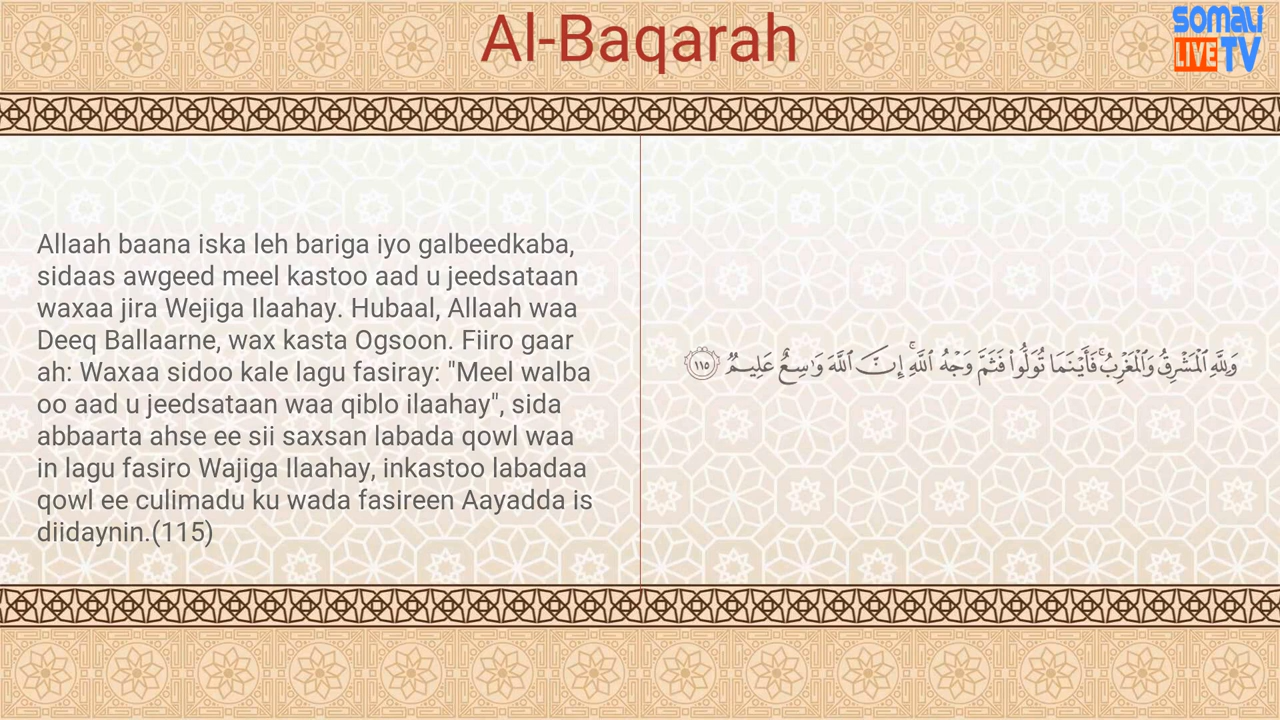 Al-Baqarah
SOMALI
LIVE TV
Allaah baana iska leh bariga iyo galbeedkaba,
sidaas awgeed meel kastoo aad u jeedsataan
waxaa jira Wejiga Ilaahay. Hubaal, Allaah waa
Deeq Ballaarne, wax kasta Ogsoon. Fiiro gaar
ah: Waxaa sidoo kale lagu fasiray: "Meel walba
oo aad u jeedsataan waa qiblo ilaahay", sida
abbaarta ahse ee sii saxsan labada qowl waa
in lagu fasiro Wajiga Ilaahay, inkastoo labadaa
qowl ee culimadu ku wada fasireen Aayadda is
diidaynin.(115)
وَلِلَّهِ ٱلْمَشْرِقُ وَٱلْمَغْرِبُ ۚ فَأَيْنَمَا تُوَلُّوا۟ فَثَمَّ وَجْهُ ٱللَّهِ ۚ إِنَّ ٱللَّهَ وَٰسِعٌ عَلِيمٌ ١١٥